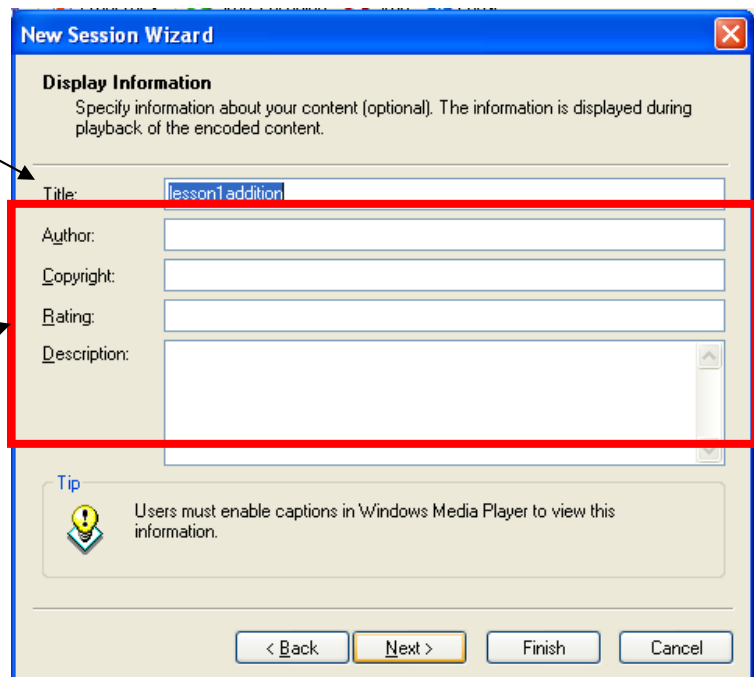 New Session Wizard
Display Information
Specify information about your content (optional). The information is displayed during
playback of the encoded content.
Title: lesson1addition
Author:
Copyright:
Rating:
Description:
Tip
Users must enable captions in Windows Media Player to view this
information.
< Back Next > Finish Cancel